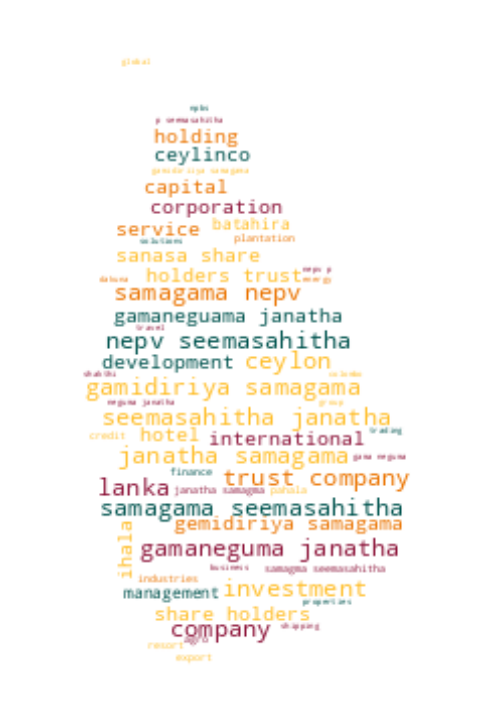 global
npbs
p seemasahitha
holding
ceylinco
gamidiriya samagama
capital
corporation
service batahira
solutions plantation
sanasa share
holders trust nepv p
dakuna energy
samagama nepv
gamaneguama janatha
travel
nepv seemasahitha
development ceylon
shakthi colombo
gamidiriya samagama
neguma janatha group
seemasahitha janatha
credit hotel international trading
janatha samagama gama neguma
finance trust company
lanka janatha samagma pahala
samagama seemasahitha
ihala gemidiriya samagama
gamaneguma janatha
business samagma seemasahitha
industries
management investment
properties
share holders
company shipping
agro
resort
export